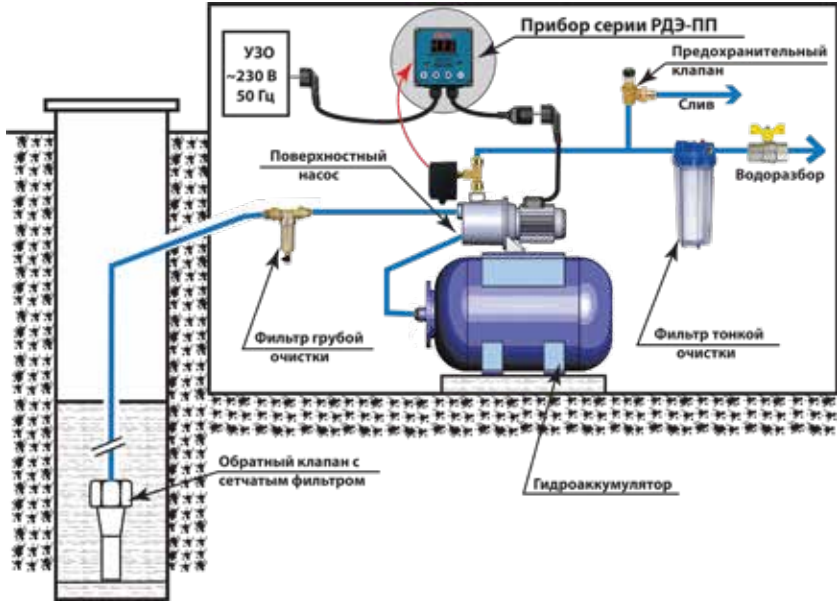 Прибор серии РДЭ-ПП
УЗО
~230 В
50 Гц
Предохранительный
клапан
Слив
Поверхностный
насос
Водоразбор
Фильтр грубой
очистки
Фильтр тонкой
очистки
Обратный клапан с
сетчатым фильтром
Гидроаккумулятор